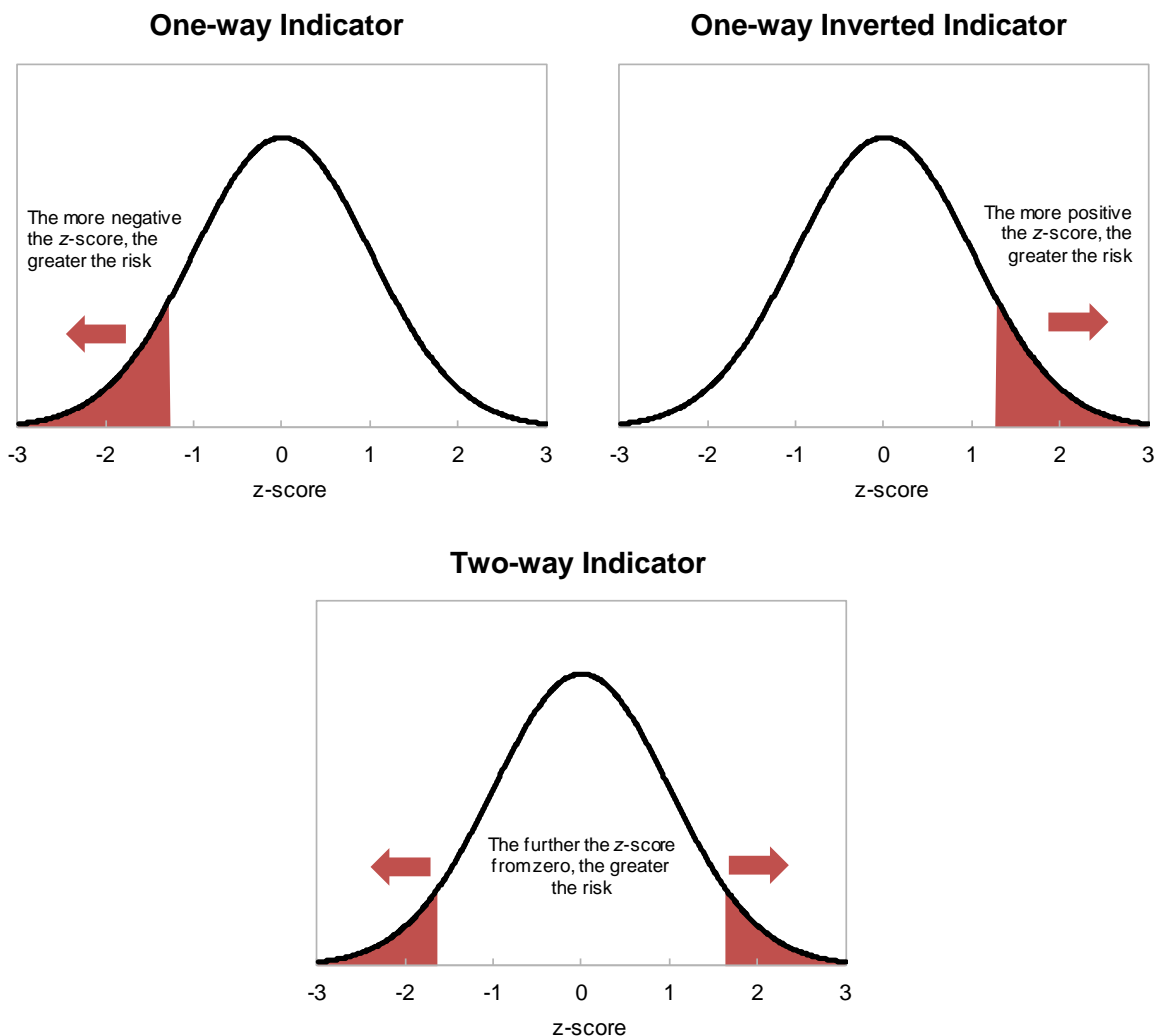 One-way Indicator
The more negative
the z-score, the
greater the risk
-3 -2 -1 0 1 2 3
z-score
One-way Inverted Indicator
The more positive
the z-score, the
greater the risk
-3 -2 -1 0 1 2 3
z-score
Two-way Indicator
The further the z-score
from zero, the greater
the risk
-3 -2 -1 0 1 2 3
z-score